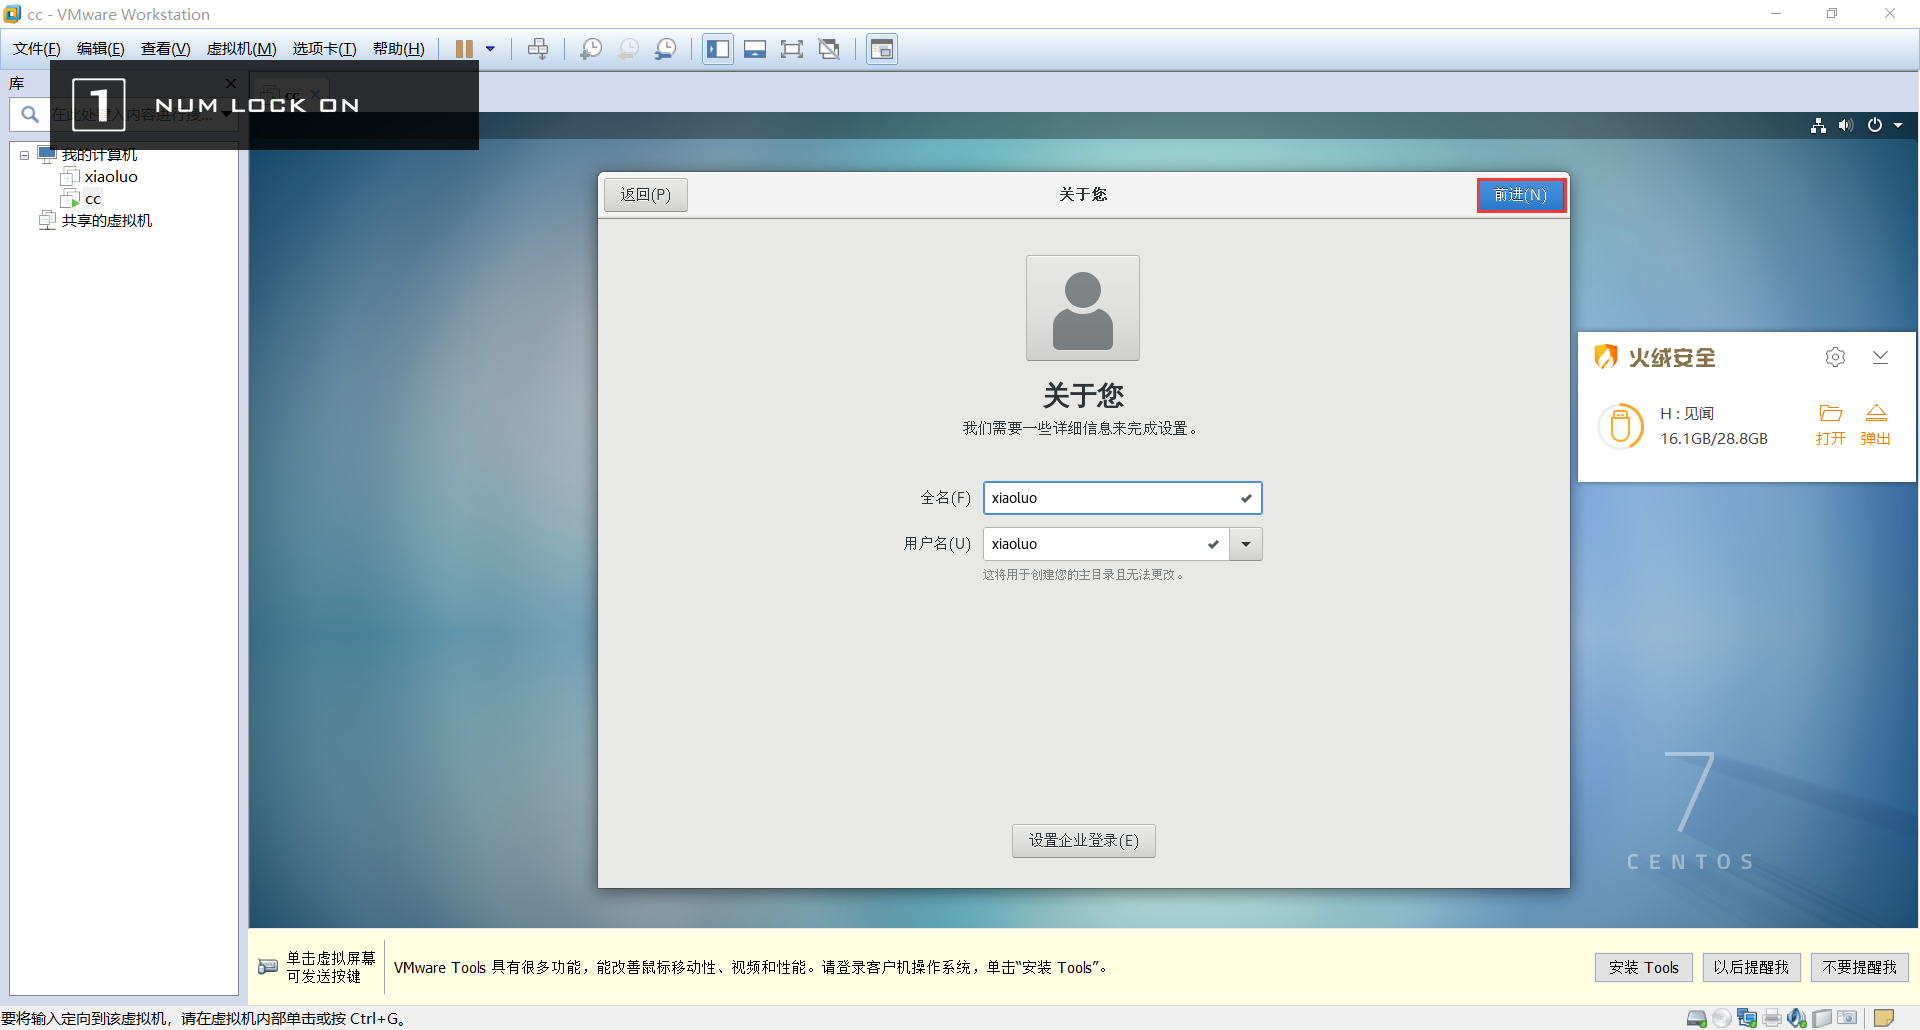 cc - VMware Workstation
文件(F) 编辑(E) 查看(V) 虚拟机(M) 选项卡(T) 帮助(H)
库
cc
1 NUM LOCK ON
在此处键入内容进行搜...
我的计算机
xiaoluo
cc
共享的虚拟机
返回(P)
关于您
前进(N)
关于您
我们需要一些详细信息来完成设置。
全名(F) xiaoluo
用户名(U) xiaoluo
这将用于创建您的主目录且无法更改。
设置企业登录(E)
火绒安全
H : 见闻
16.1GB/28.8GB
打开 弹出
7
CENTOS
单击虚拟屏幕
可发送按键
VMware Tools 具有很多功能，能改善鼠标移动性、视频和性能。请登录客户机操作系统，单击“安装 Tools”。
安装 Tools 以后提醒我 不要提醒我
要将输入定向到该虚拟机，请在虚拟机内部单击或按 Ctrl+G。